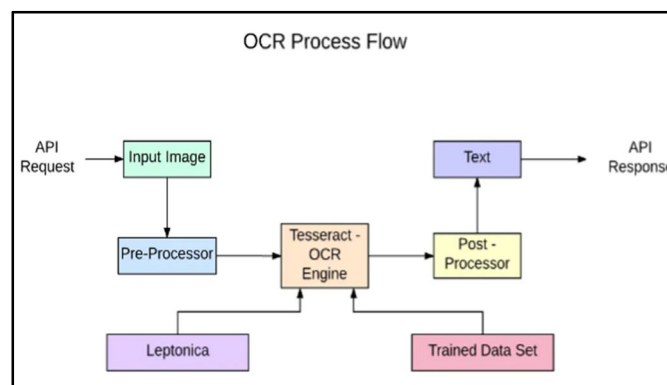 OCR Process Flow
API
Request
Input Image
Text
API
Response
Pre-Processor
Tesseract -
OCR
Engine
Post -
Processor
Leptonica
Trained Data Set